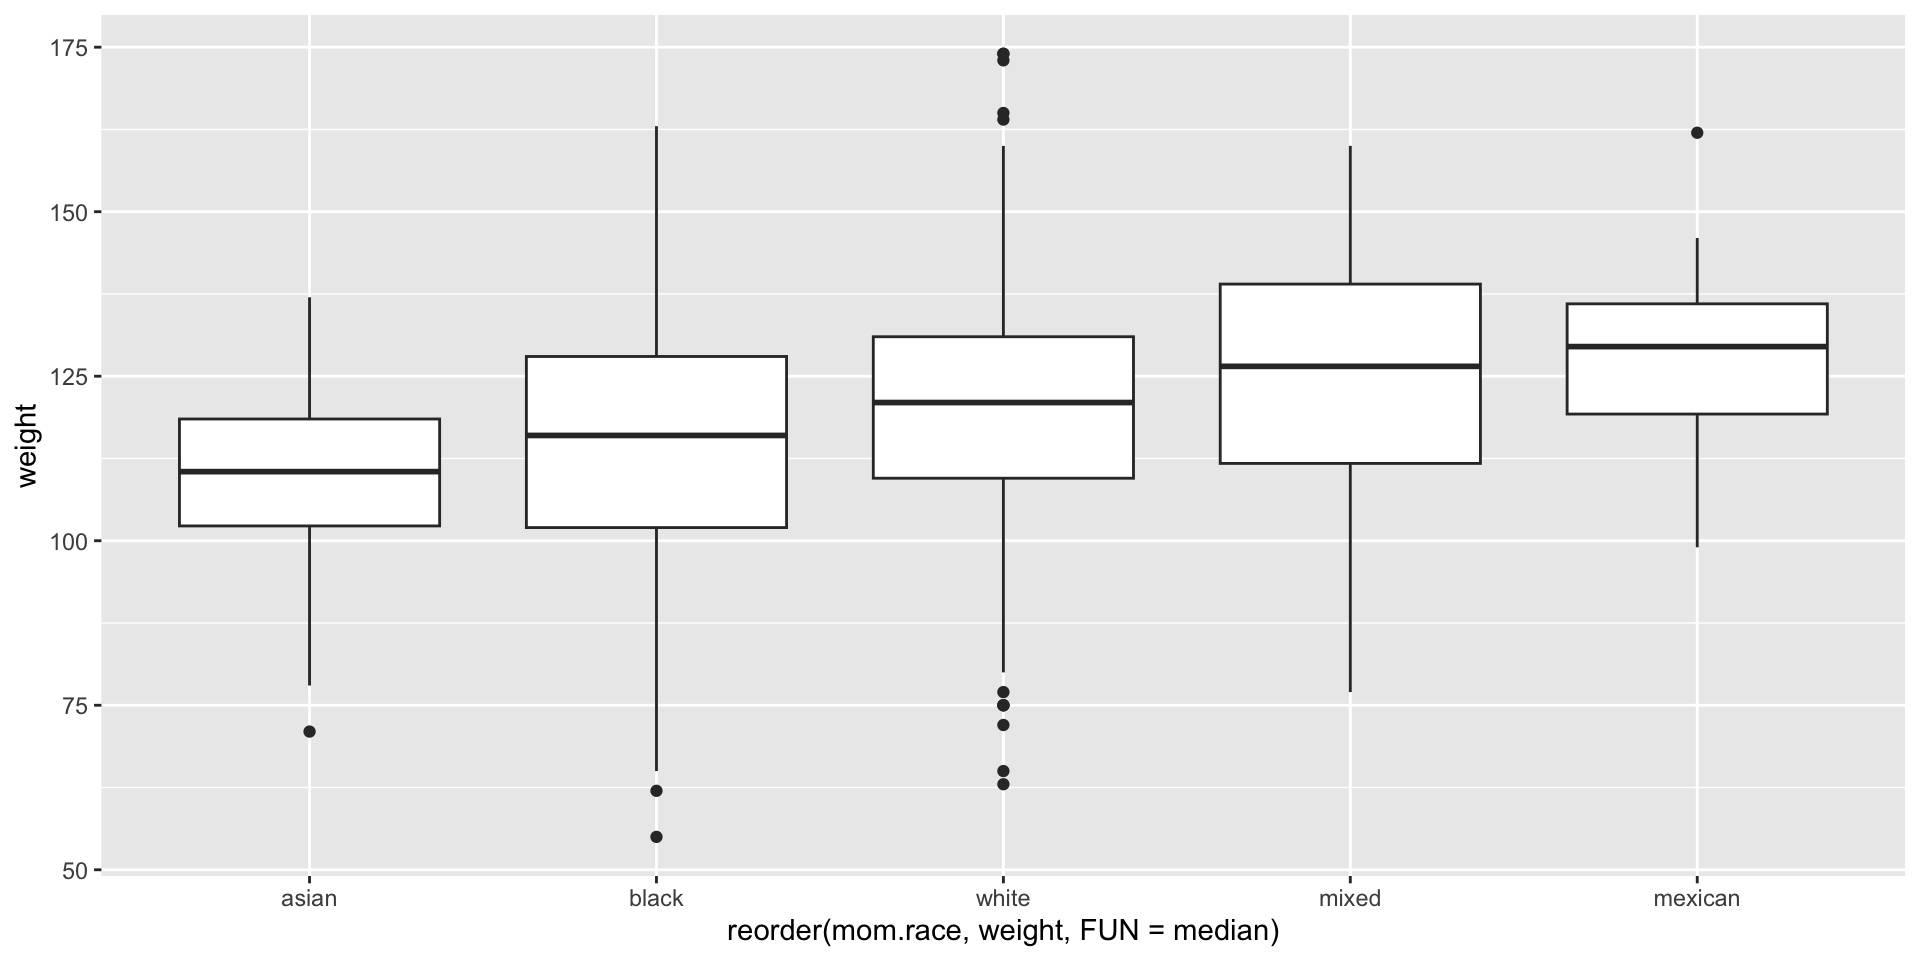 175
150
125
100
75
50
weight
asian black white mixed mexican
reorder(mom.race, weight, FUN = median)